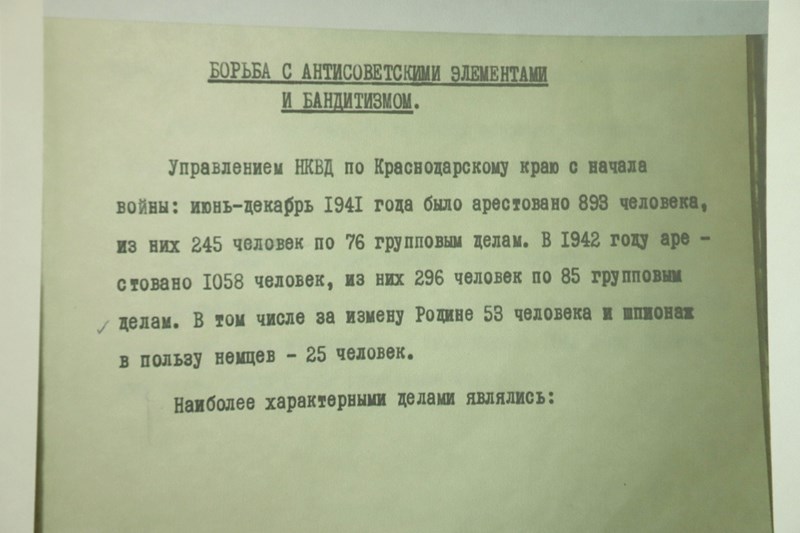 БОРЬБА С АНТИСОВЕТСКИМИ ЭЛЕМЕНТАМИ
И БАНДИТИЗМОМ.
Управлением НКВД по Краснодарскому краю с начала
войны: июнь-декабрь 1941 года было арестовано 893 человека,
из них 245 человек по 76 групповым делам. В 1942 году аре -
стовано 1058 человек, из них 296 человек по 85 групповым
делам. В том числе за измену Родине 53 человека и шпионаж
в пользу немцев - 25 человек.
Наиболее характерными делами являлись: